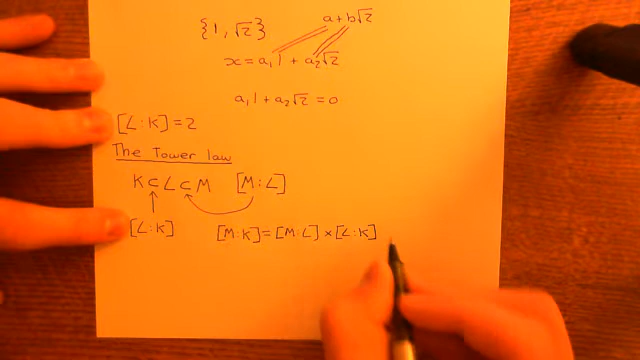 {1, √2} a+b√2
x = a₁1 + a₂√2
a₁1 + a₂√2 = 0
[L:K] = 2
The Tower law
K ⊂ L ⊂ M [M:L]
[L:K] [M:K] = [M:L] × [L:K]